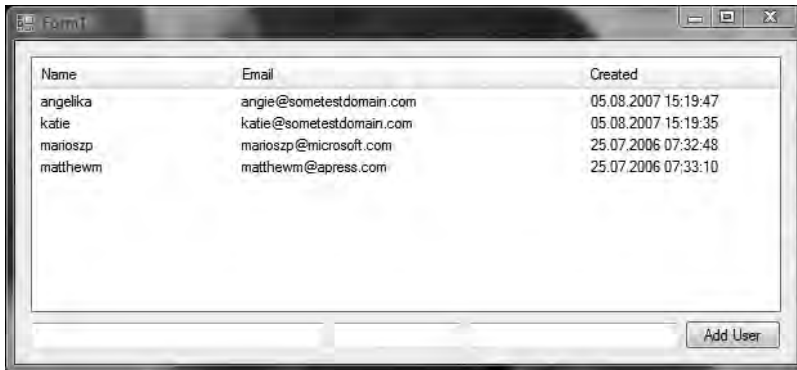 Form1
Name Email Created
angelika angie@sometestdomain.com 05.08.2007 15:19:47
katie katie@sometestdomain.com 05.08.2007 15:19:35
marioszp marioszp@microsoft.com 25.07.2006 07:32:48
matthewm matthewm@apress.com 25.07.2006 07:33:10
Add User